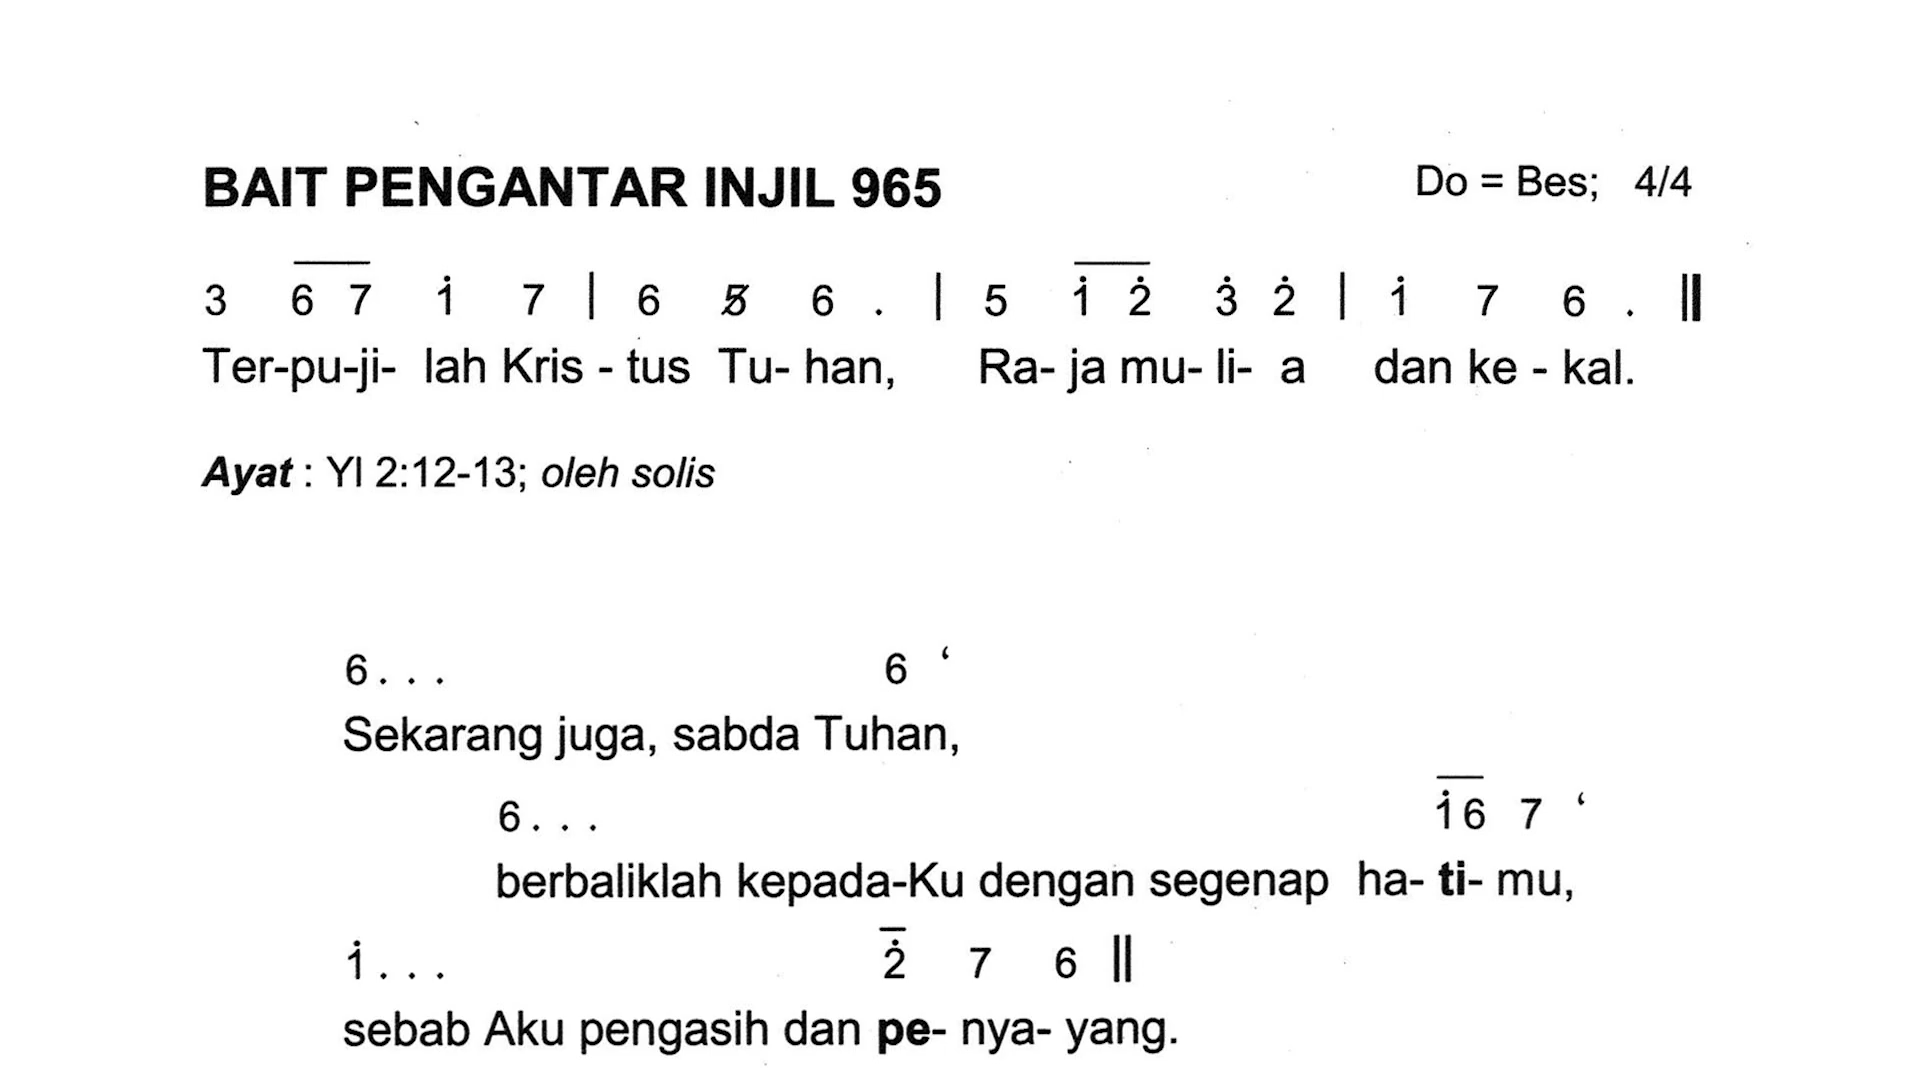 BAIT PENGANTAR INJIL 965 Do = Bes; 4/4
3 6 7 1̇ 7 | 6 5̸ 6 . | 5 1̇ 2̇ 3̇ 2̇ | 1̇ 7 6 . ||
Ter-pu-ji- lah Kris - tus Tu- han, Ra- ja mu- li- a dan ke - kal.
Ayat : Yl 2:12-13; oleh solis
6 . . . 6 ‘
Sekarang juga, sabda Tuhan,
6 . . . 1̇6 7 ‘
berbaliklah kepada-Ku dengan segenap ha- ti- mu,
1̇ . . . 2̇ 7 6 ||
sebab Aku pengasih dan pe- nya- yang.